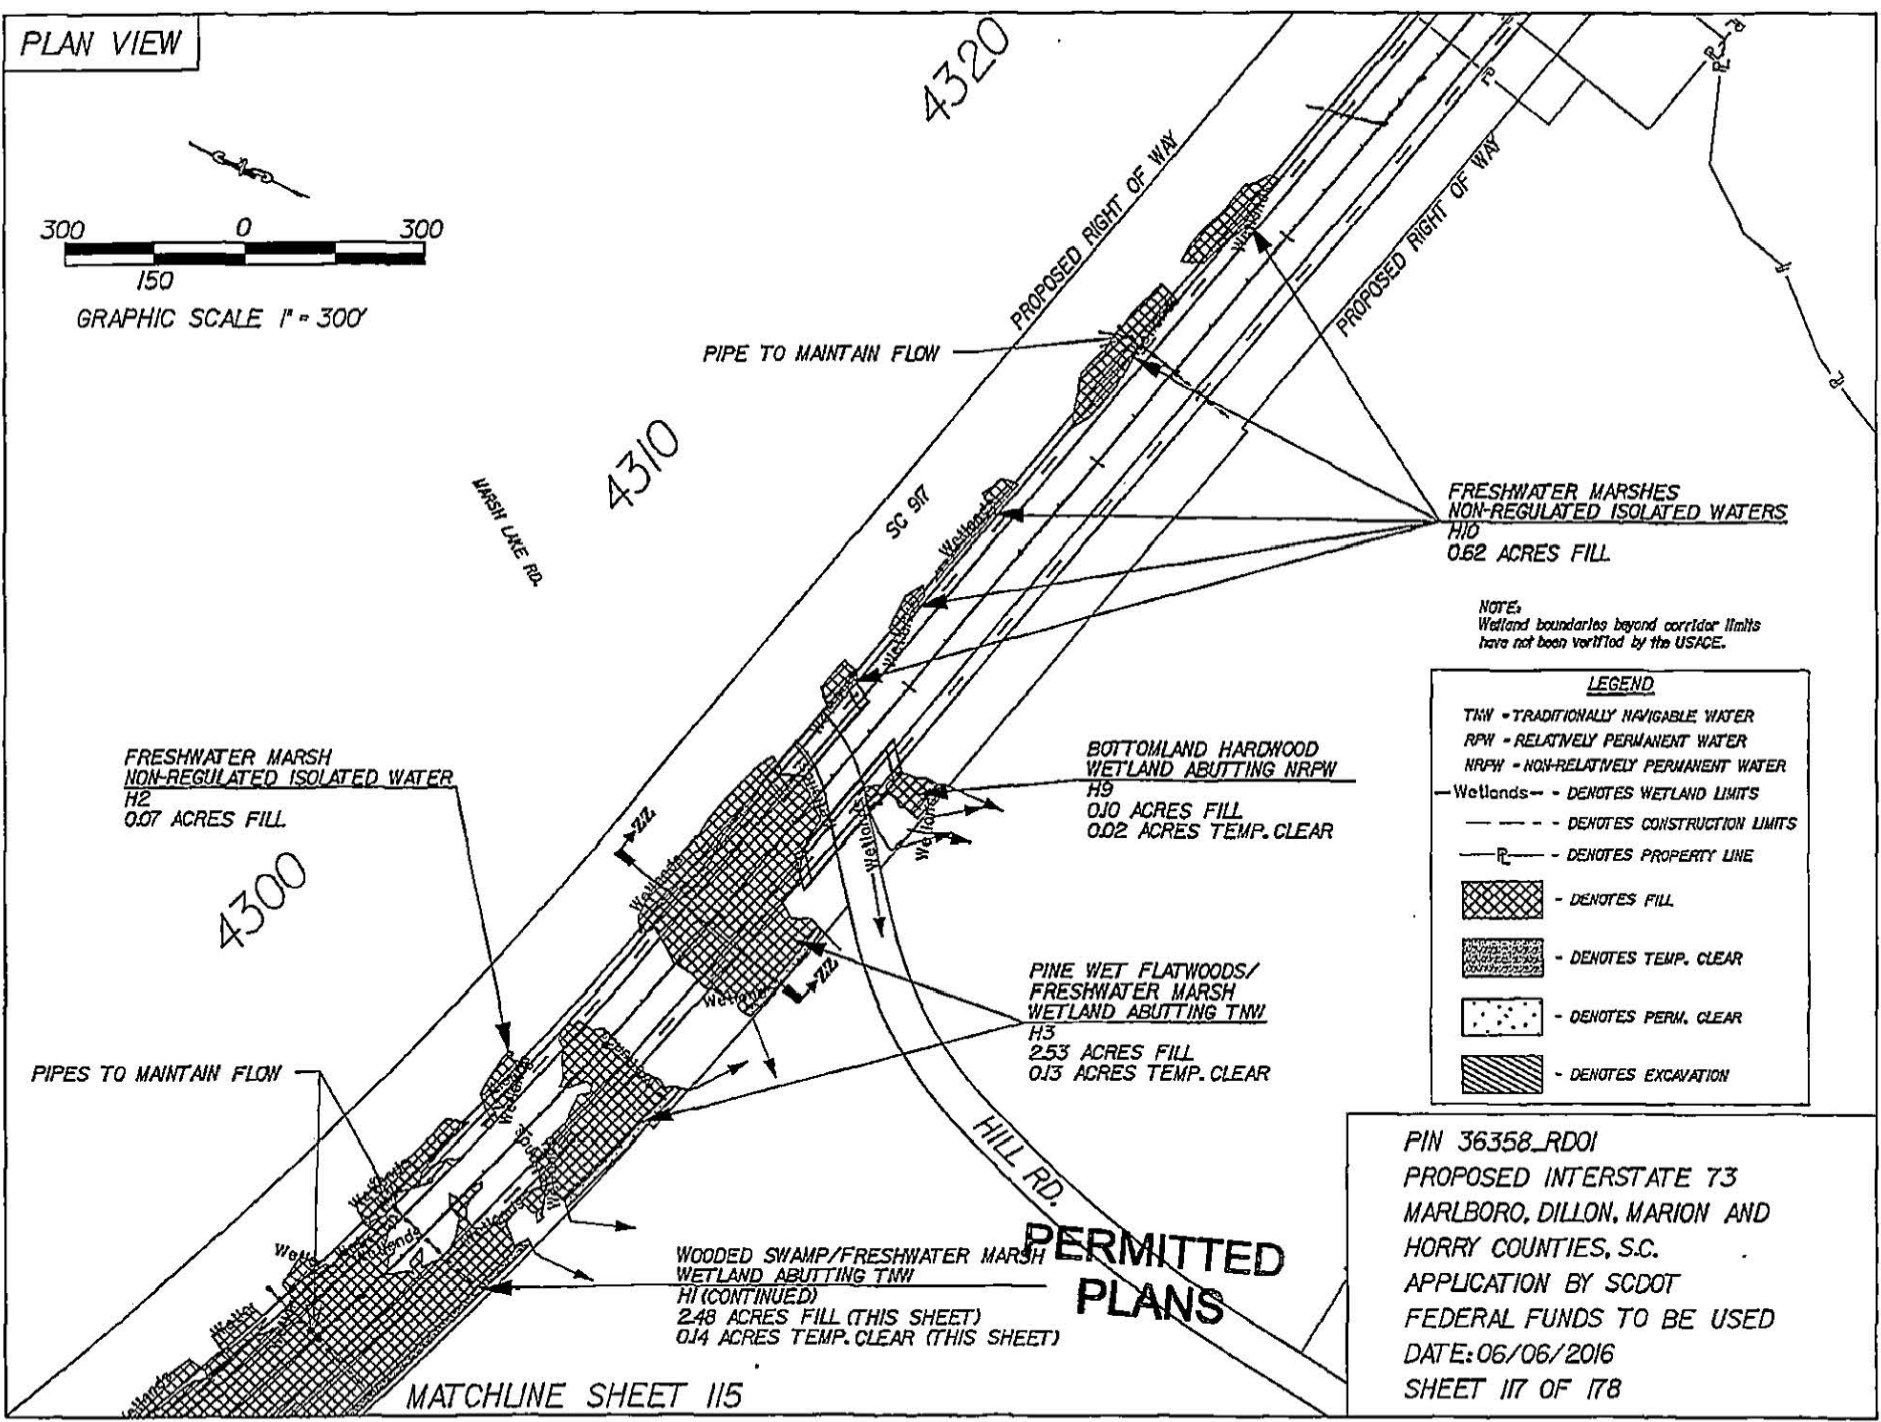 PLAN VIEW
4320
300 0 300
150
GRAPHIC SCALE 1" = 300'
PROPOSED RIGHT OF WAY
PROPOSED RIGHT OF WAY
PIPE TO MAINTAIN FLOW
4310
MARSH LAKE RD.
SC 917
Wetlands
FRESHWATER MARSHES
NON-REGULATED ISOLATED WATERS
H10
0.62 ACRES FILL
NOTE:
Wetland boundaries beyond corridor limits
have not been verified by the USACE.
LEGEND
TNW - TRADITIONALLY NAVIGABLE WATER
RPW - RELATIVELY PERMANENT WATER
NRPW - NON-RELATIVELY PERMANENT WATER
Wetlands - DENOTES WETLAND LIMITS
- DENOTES CONSTRUCTION LIMITS
PL - DENOTES PROPERTY LINE
- DENOTES FILL
- DENOTES TEMP. CLEAR
- DENOTES PERM. CLEAR
- DENOTES EXCAVATION
FRESHWATER MARSH
NON-REGULATED ISOLATED WATER
H2
0.07 ACRES FILL
BOTTOMLAND HARDWOOD
WETLAND ABUTTING NRPW
H9
0.10 ACRES FILL
0.02 ACRES TEMP. CLEAR
ZZ
Wetlands
4300
ZZ
PINE WET FLATWOODS/
FRESHWATER MARSH
WETLAND ABUTTING TNW
H3
2.53 ACRES FILL
0.13 ACRES TEMP. CLEAR
PIPES TO MAINTAIN FLOW
HILL RD.
PERMITTED
PLANS
WOODED SWAMP/FRESHWATER MARSH
WETLAND ABUTTING TNW
H1 (CONTINUED)
2.48 ACRES FILL (THIS SHEET)
0.14 ACRES TEMP. CLEAR (THIS SHEET)
MATCHLINE SHEET 115
PIN 36358_RD01
PROPOSED INTERSTATE 73
MARLBORO, DILLON, MARION AND
HORRY COUNTIES, S.C.
APPLICATION BY SCDOT
FEDERAL FUNDS TO BE USED
DATE: 06/06/2016
SHEET 117 OF 178